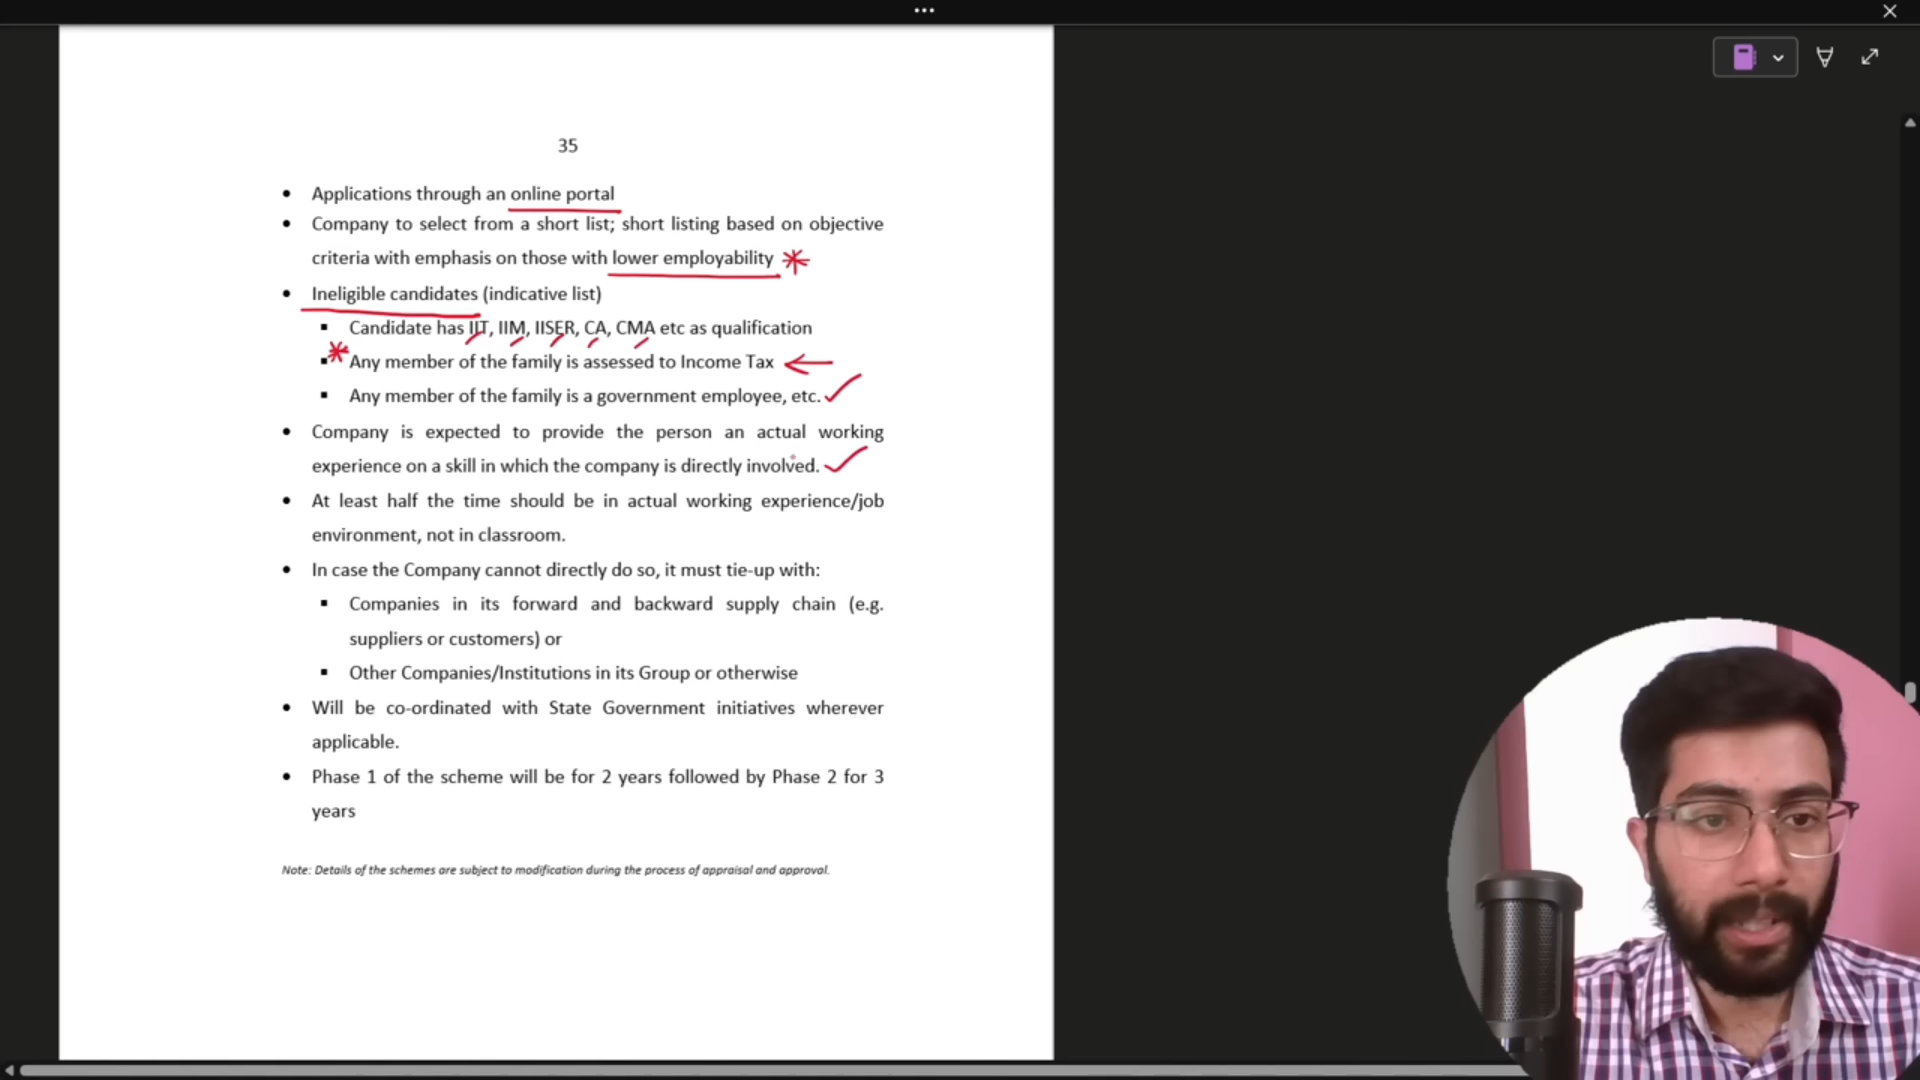 35
• Applications through an online portal
• Company to select from a short list; short listing based on objective
criteria with emphasis on those with lower employability
• Ineligible candidates (indicative list)
▪ Candidate has IIT, IIM, IISER, CA, CMA etc as qualification
▪ Any member of the family is assessed to Income Tax
▪ Any member of the family is a government employee, etc.
• Company is expected to provide the person an actual working
experience on a skill in which the company is directly involved.
• At least half the time should be in actual working experience/job
environment, not in classroom.
• In case the Company cannot directly do so, it must tie-up with:
▪ Companies in its forward and backward supply chain (e.g.
suppliers or customers) or
▪ Other Companies/Institutions in its Group or otherwise
• Will be co-ordinated with State Government initiatives wherever
applicable.
• Phase 1 of the scheme will be for 2 years followed by Phase 2 for 3
years
Note: Details of the schemes are subject to modification during the process of appraisal and approval.